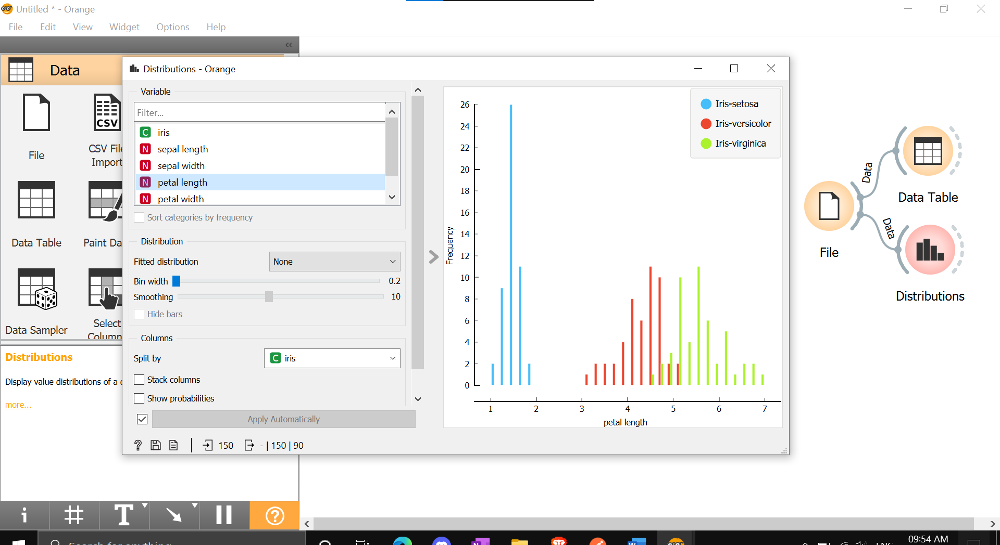 Untitled * - Orange
File Edit View Widget Options Help
«
Data
File
CSV File
Import
Data Table
Paint Da
Data Sampler
Select
Column
Distributions
Display value distributions of a
more...
Distributions - Orange
Variable
Filter...
C iris
N sepal length
N sepal width
N petal length
N petal width
Sort categories by frequency
Distribution
Fitted distribution None
Bin width 0.2
Smoothing 10
Hide bars
Columns
Split by C iris
Stack columns
Show probabilities
Apply Automatically
? 150 - | 150 | 90
Iris-setosa
Iris-versicolor
Iris-virginica
Frequency
26
24
22
20
18
16
14
12
10
8
6
4
2
0
1 2 3 4 5 6 7
petal length
Data
Data Table
File
Data
Distributions
i # T ?
Search for anything
09:54 AM